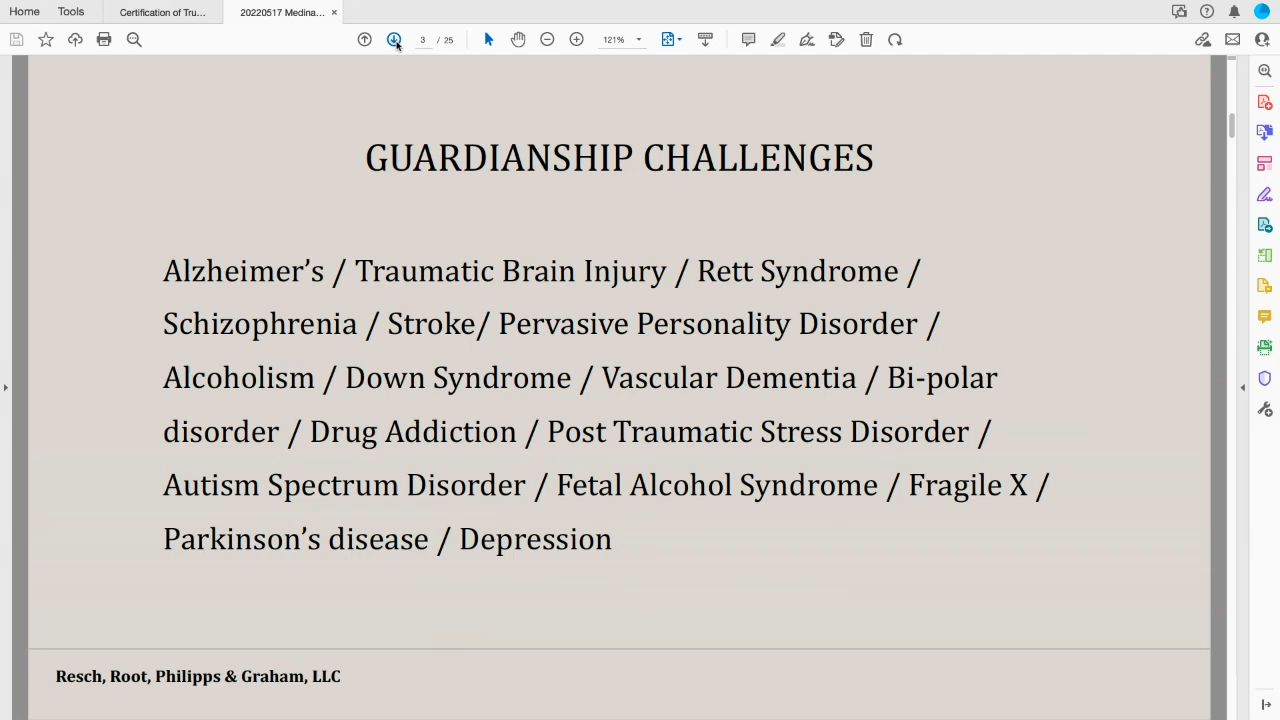 Home Tools Certification of Tru... 20220517 Medina... ×
3 / 25 121%
GUARDIANSHIP CHALLENGES
Alzheimer’s / Traumatic Brain Injury / Rett Syndrome /
Schizophrenia / Stroke/ Pervasive Personality Disorder /
Alcoholism / Down Syndrome / Vascular Dementia / Bi-polar
disorder / Drug Addiction / Post Traumatic Stress Disorder /
Autism Spectrum Disorder / Fetal Alcohol Syndrome / Fragile X /
Parkinson’s disease / Depression
Resch, Root, Philipps & Graham, LLC